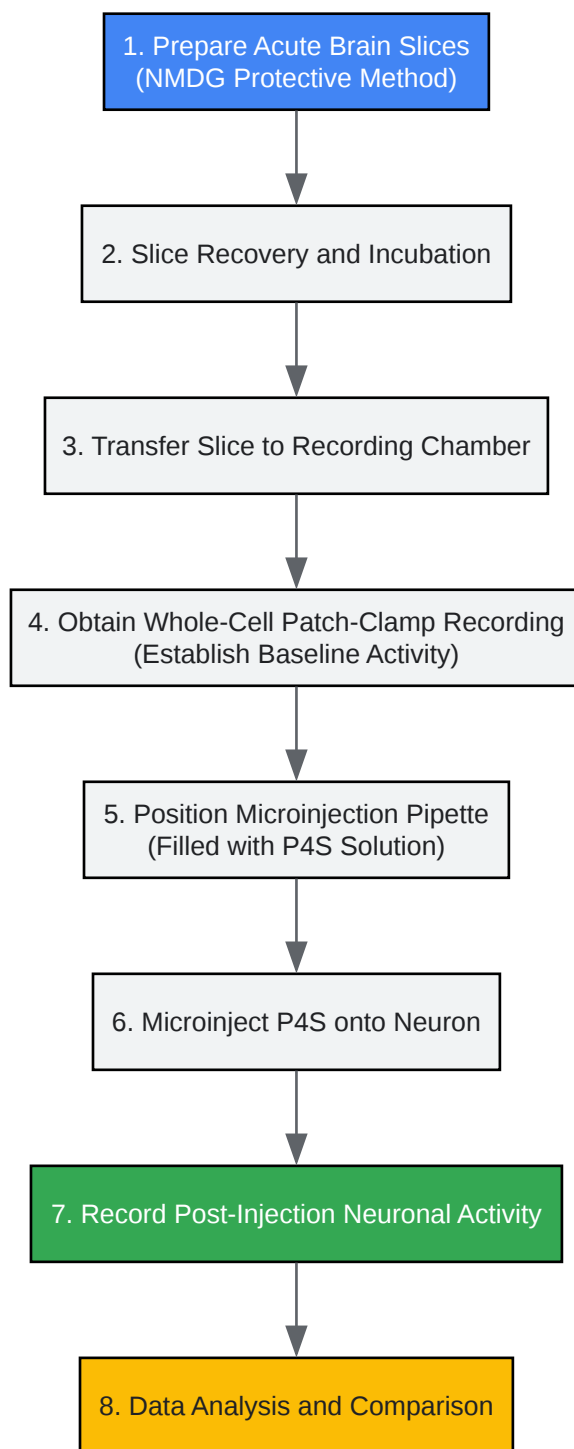 1. Prepare Acute Brain Slices
(NMDG Protective Method)
2. Slice Recovery and Incubation
3. Transfer Slice to Recording Chamber
4. Obtain Whole-Cell Patch-Clamp Recording
(Establish Baseline Activity)
5. Position Microinjection Pipette
(Filled with P4S Solution)
6. Microinject P4S onto Neuron
7. Record Post-Injection Neuronal Activity
8. Data Analysis and Comparison